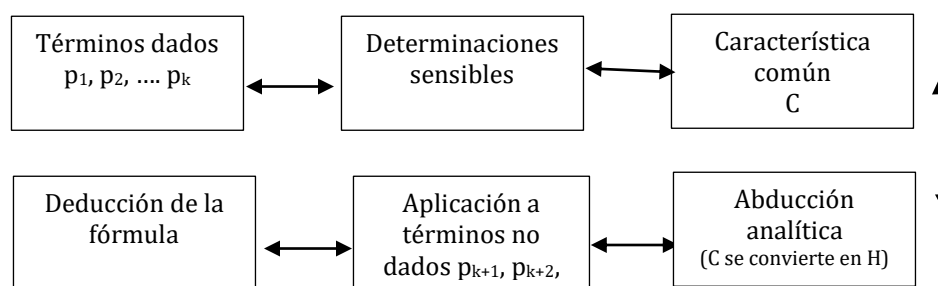 Términos dados
p₁, p₂, .... pₖ
Determinaciones
sensibles
Característica
común
C
Deducción de la
fórmula
Aplicación a
términos no
dados pₖ₊₁, pₖ₊₂,
Abducción
analítica
(C se convierte en H)